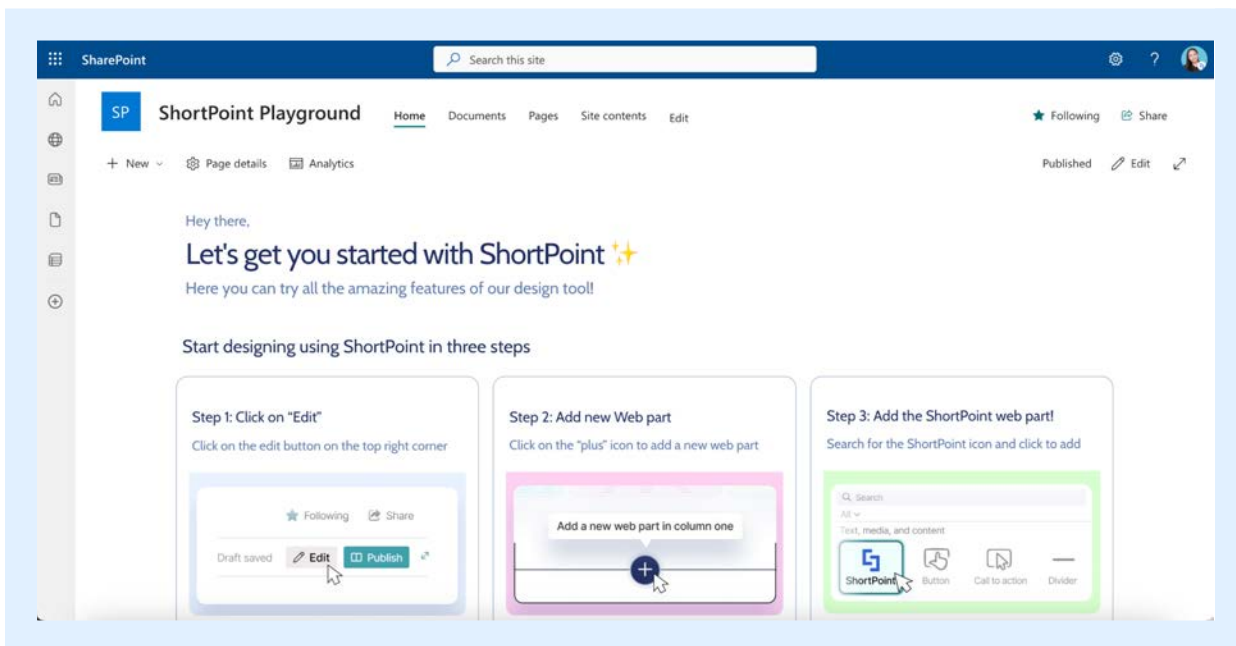 SharePoint
Search this site
?
SP
ShortPoint Playground
Home Documents Pages Site contents Edit
Following Share
+ New Page details Analytics
Published Edit
Hey there,
Let's get you started with ShortPoint ✨
Here you can try all the amazing features of our design tool!
Start designing using ShortPoint in three steps
Step 1: Click on "Edit"
Click on the edit button on the top right corner
Following Share
Draft saved Edit Publish
Step 2: Add new Web part
Click on the "plus" icon to add a new web part
Add a new web part in column one
Step 3: Add the ShortPoint web part!
Search for the ShortPoint icon and click to add
Search
All
Text, media, and content
ShortPoint Button Call to action Divider